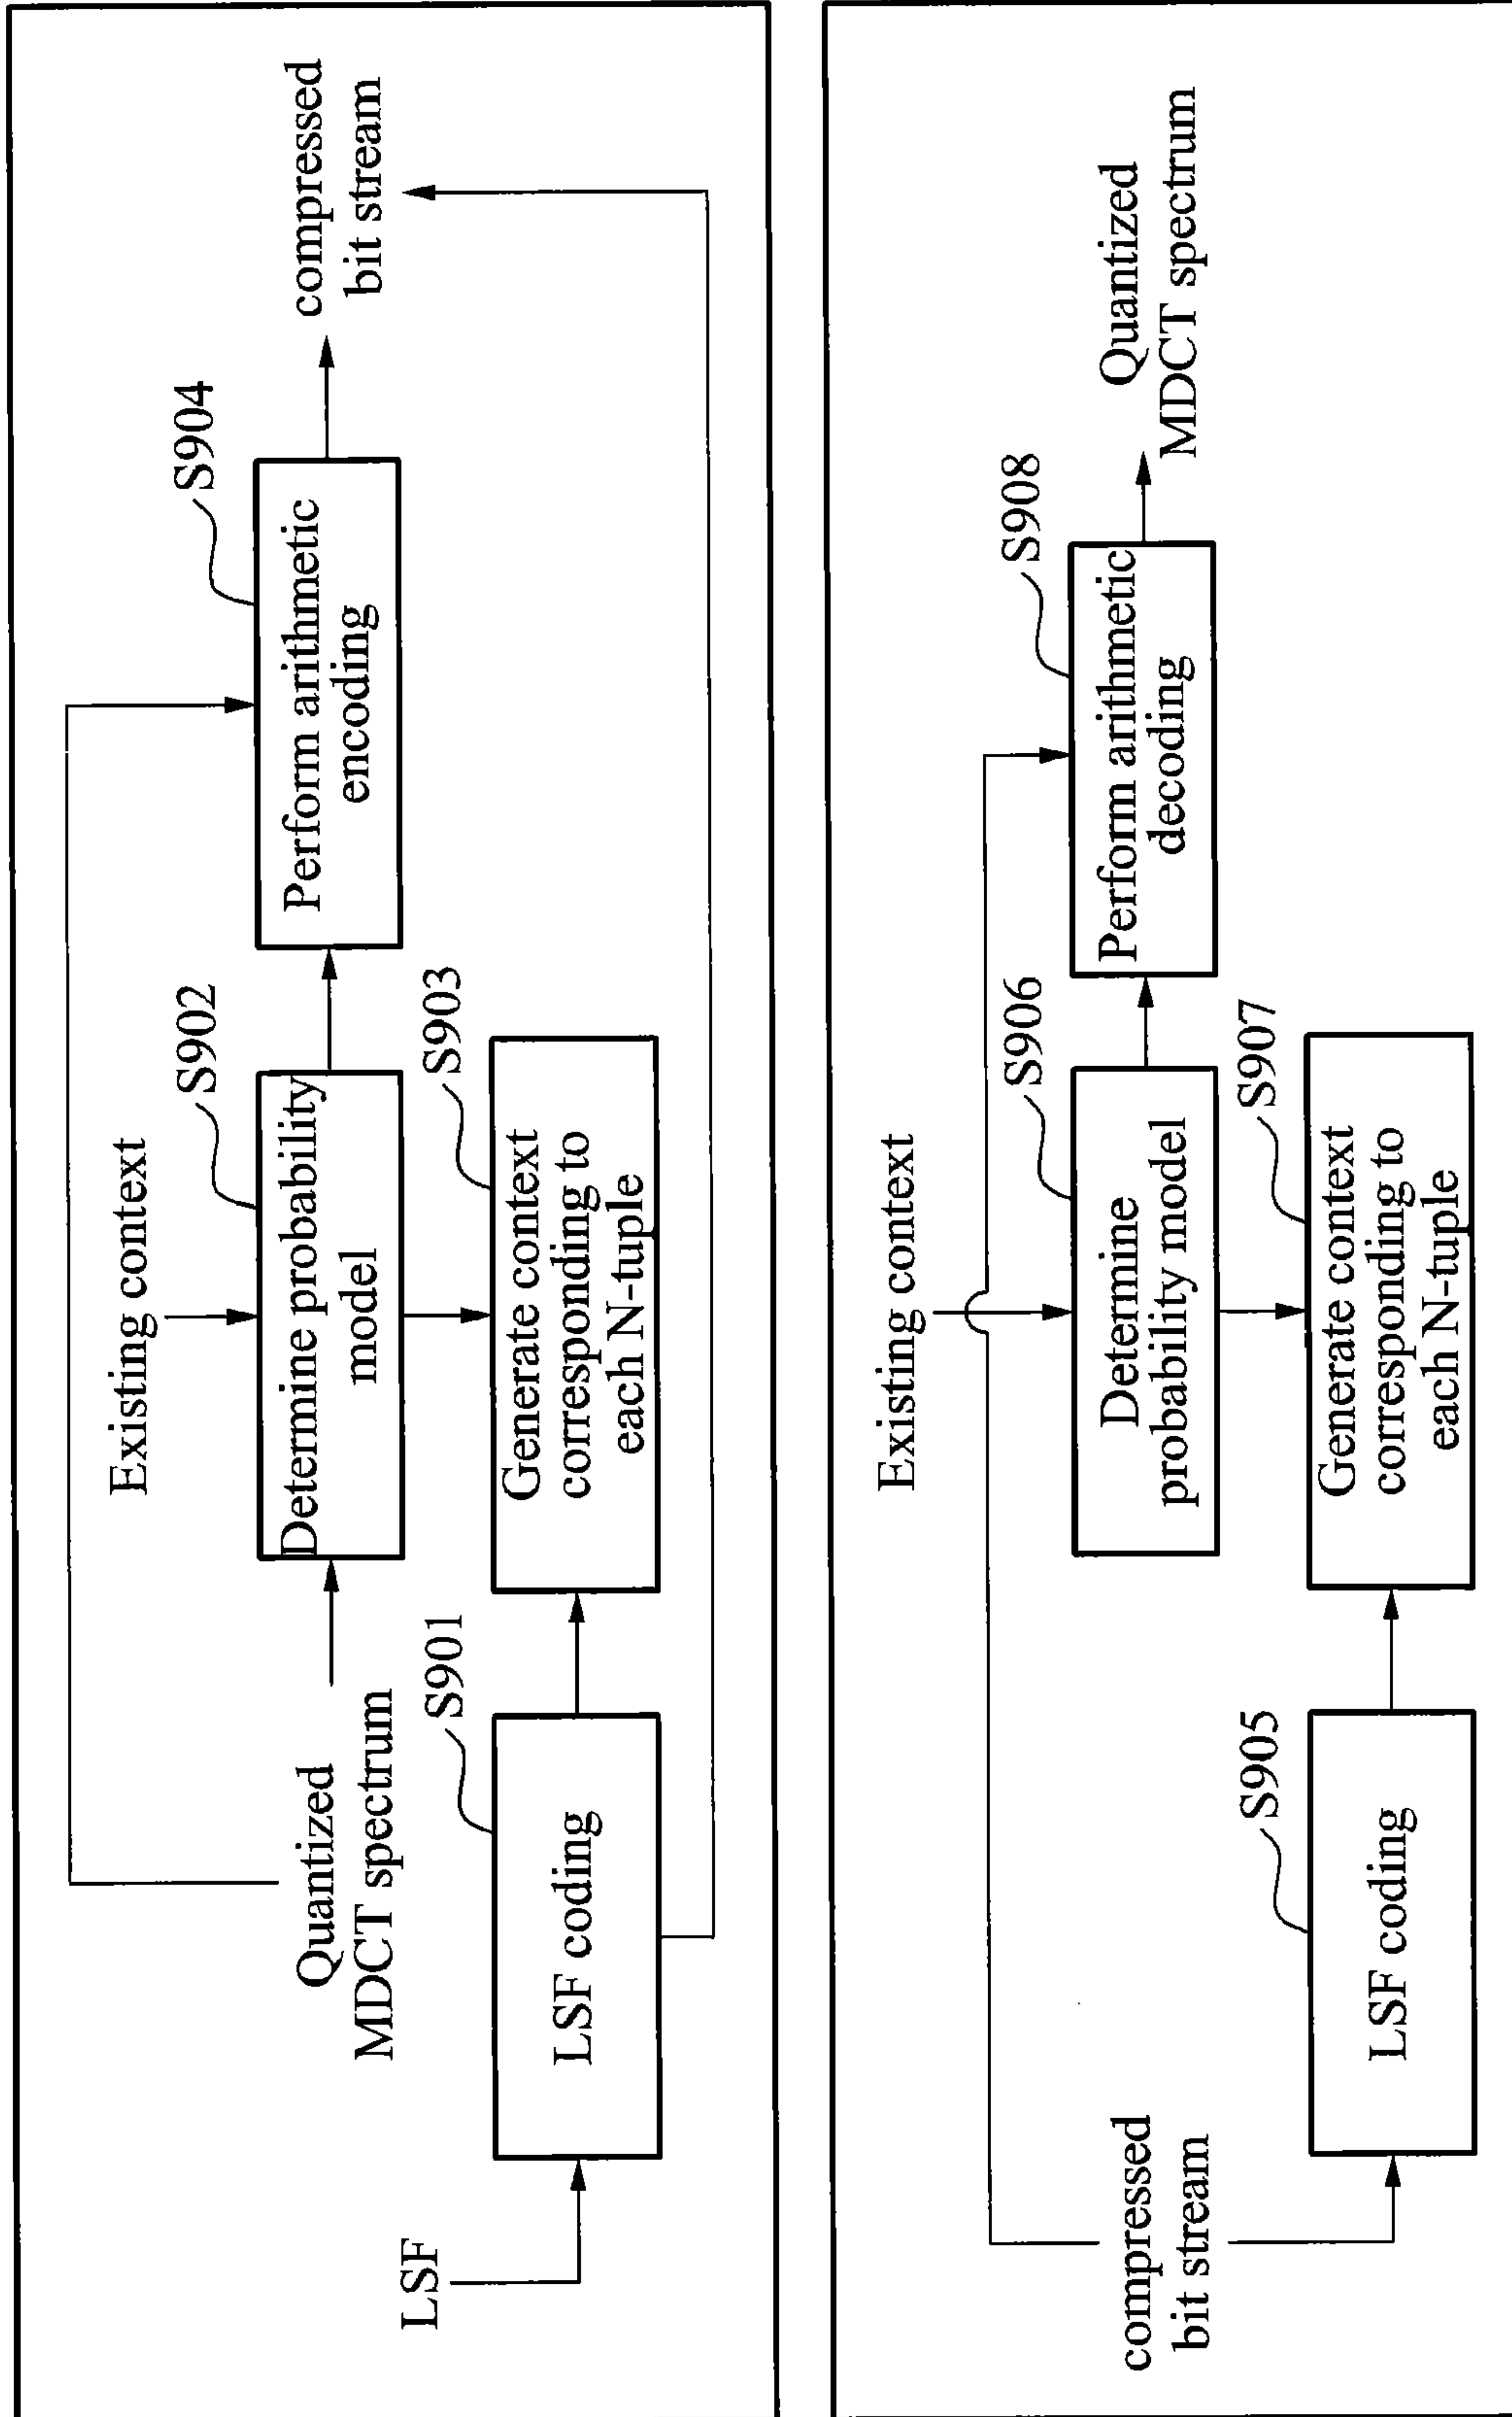 Existing context
S902
S904
Determine probability
model
Perform arithmetic
encoding
compressed
bit stream
Quantized
MDCT spectrum
S901
S903
LSF
LSF coding
Generate context
corresponding to
each N-tuple
Existing context
S906
S908
Determine
probability model
Perform arithmetic
decoding
Quantized
MDCT spectrum
compressed
bit stream
S905
S907
LSF coding
Generate context
corresponding to
each N-tuple